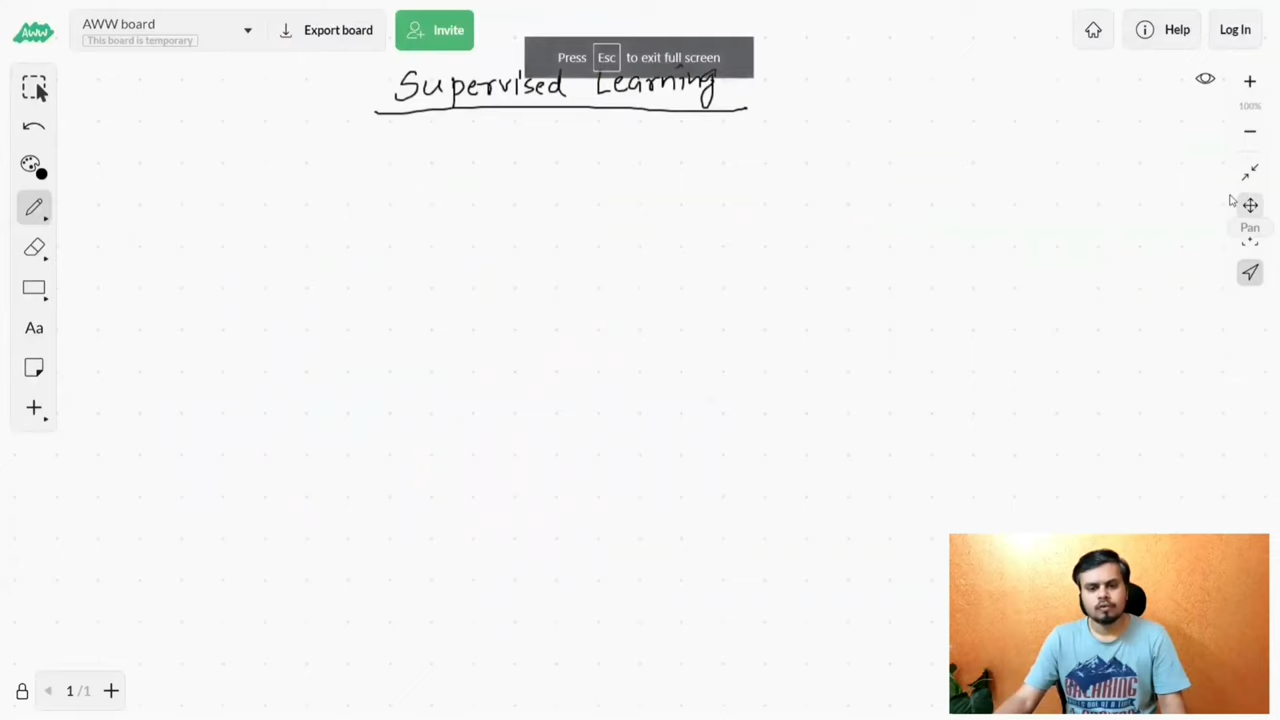 AWW
AWW board
This board is temporary
Export board
Invite
Press Esc to exit full screen
Help
Log In
Supervised Learning
100%
Pan
Aa
1 /1